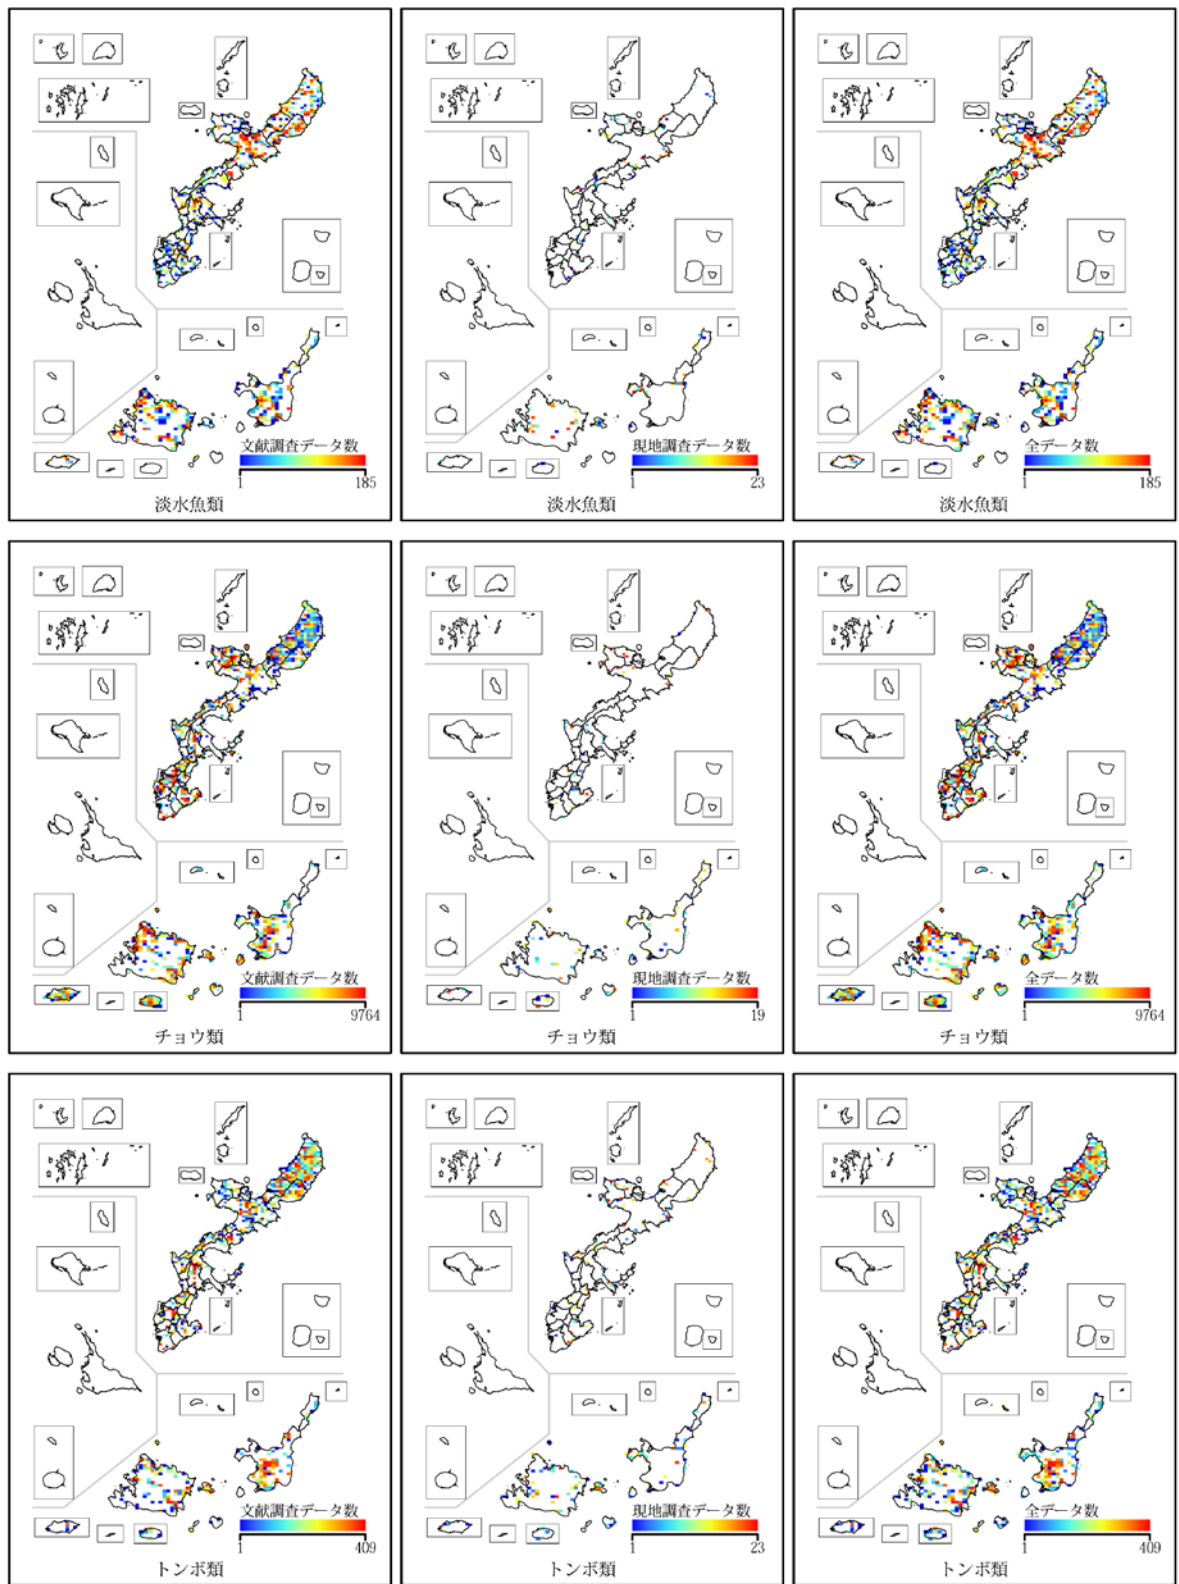 文献調査データ数
1 185
淡水魚類
現地調査データ数
1 23
淡水魚類
全データ数
1 185
淡水魚類
文献調査データ数
1 9764
チョウ類
現地調査データ数
1 19
チョウ類
全データ数
1 9764
チョウ類
文献調査データ数
1 409
トンボ類
現地調査データ数
1 23
トンボ類
全データ数
1 409
トンボ類